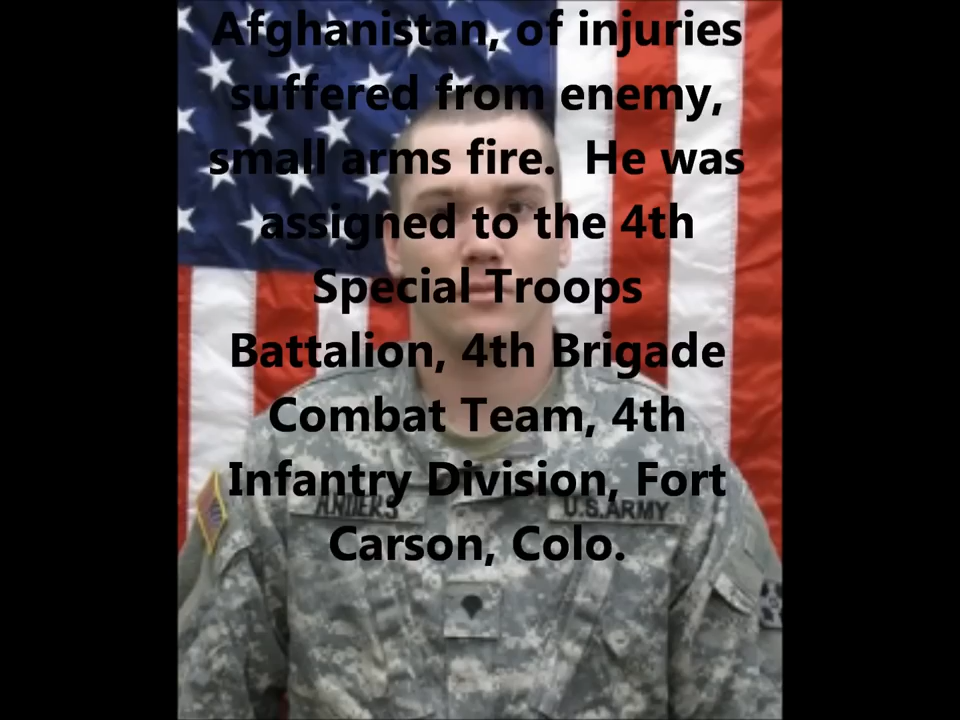 Afghanistan, of injuries
suffered from enemy,
small arms fire.  He was
assigned to the 4th
Special Troops
Battalion, 4th Brigade
Combat Team, 4th
Infantry Division, Fort
Carson, Colo.
ANDERS
U.S.ARMY